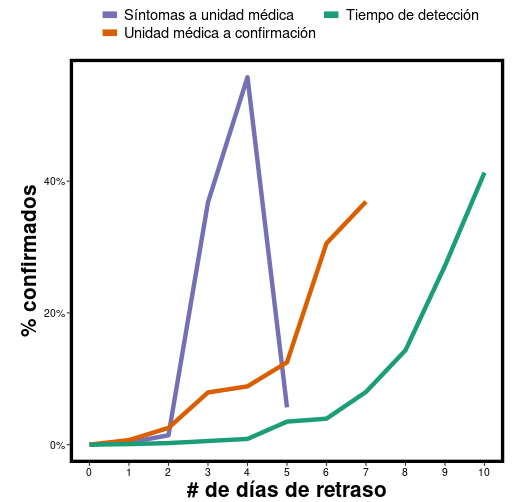 Síntomas a unidad médica Tiempo de detección
Unidad médica a confirmación
% confirmados
40%
20%
0%
0 1 2 3 4 5 6 7 8 9 10
# de días de retraso